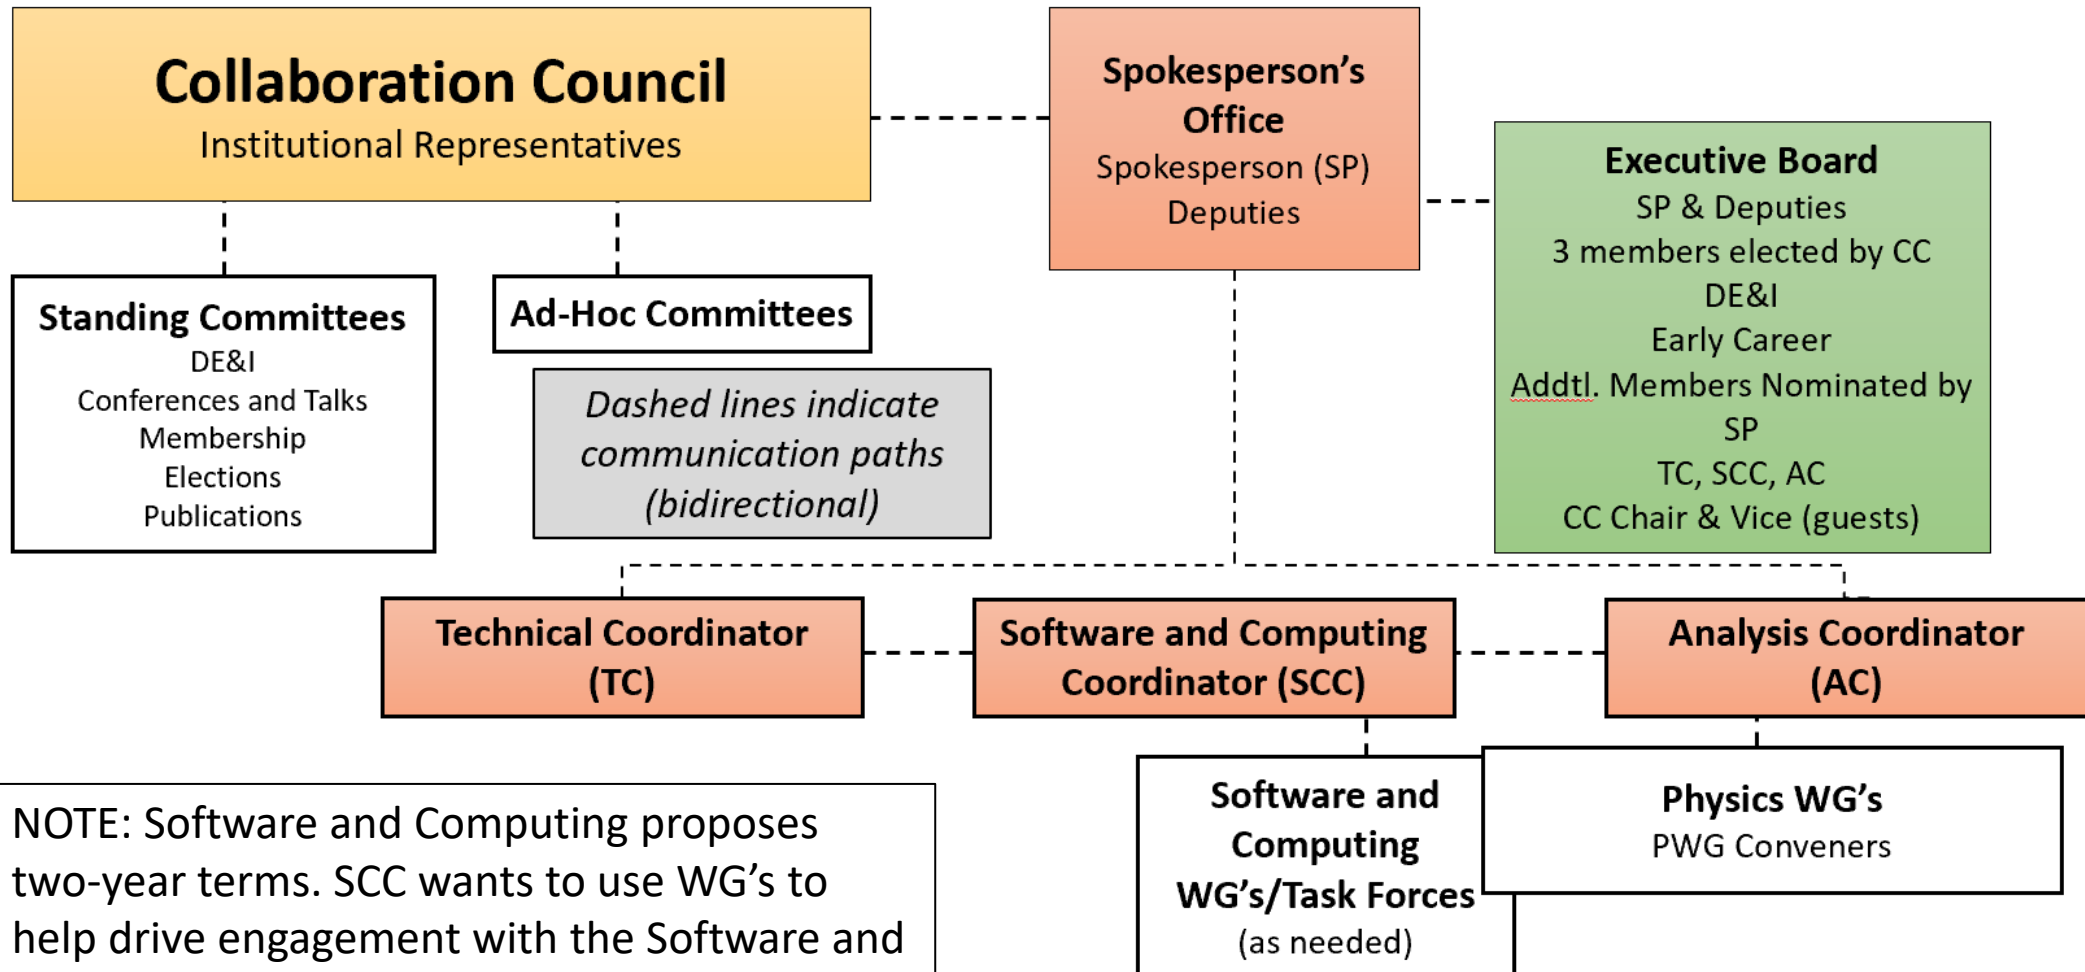 Collaboration Council
Institutional Representatives
Spokesperson’s
Office
Spokesperson (SP)
Deputies
Executive Board
SP & Deputies
3 members elected by CC
DE&I
Early Career
Addtl. Members Nominated by
SP
TC, SCC, AC
CC Chair & Vice (guests)
Standing Committees
DE&I
Conferences and Talks
Membership
Elections
Publications
Ad-Hoc Committees
Dashed lines indicate
communication paths
(bidirectional)
Technical Coordinator
(TC)
Software and Computing
Coordinator (SCC)
Analysis Coordinator
(AC)
NOTE: Software and Computing proposes
two-year terms. SCC wants to use WG’s to
help drive engagement with the Software and
Software and
Computing
WG’s/Task Forces
(as needed)
Physics WG’s
PWG Conveners